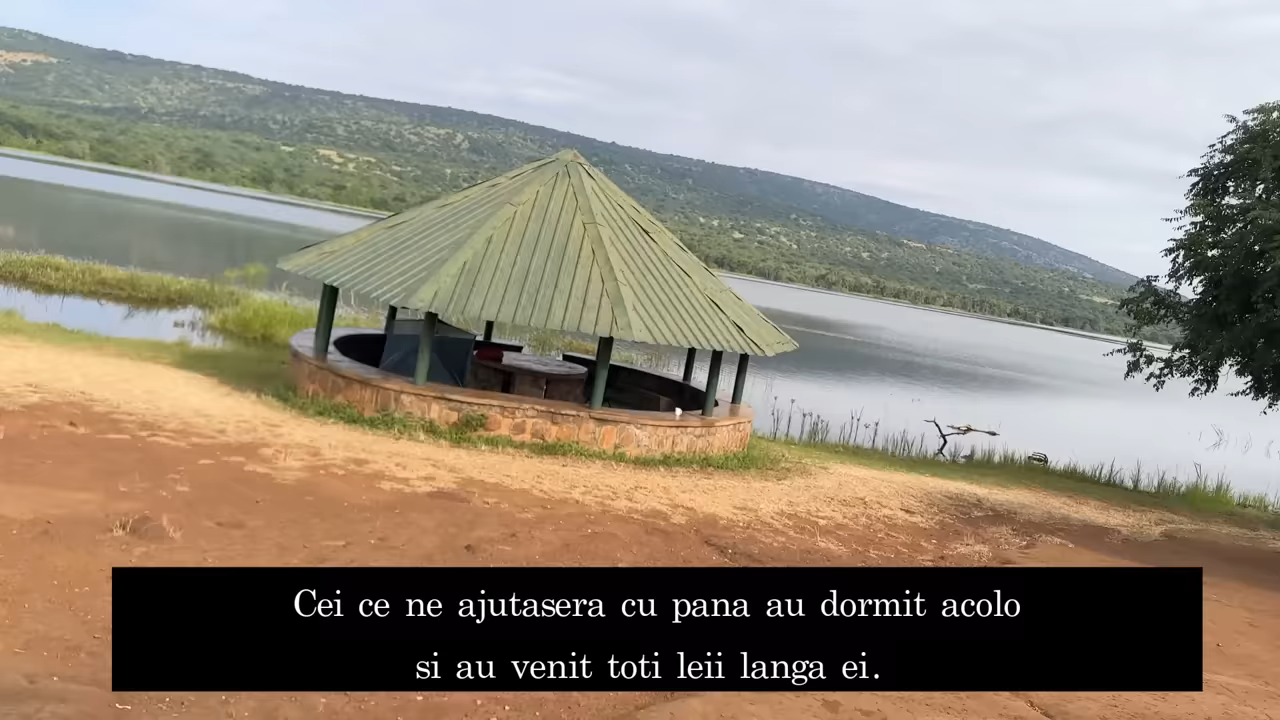 Cei ce ne ajutasera cu pana au dormit acolo
si au venit toti leii langa ei.